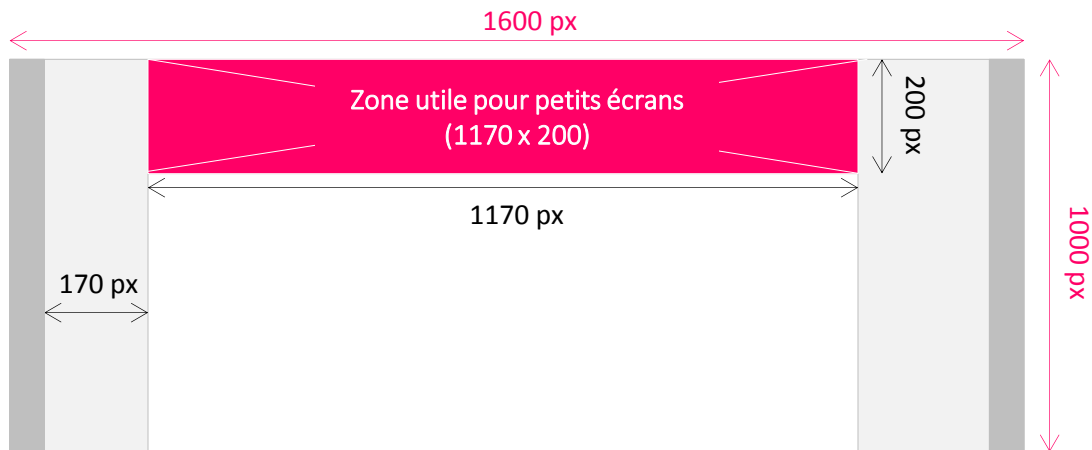 1600 px
Zone utile pour petits écrans
(1170 x 200)
200 px
1170 px
1000 px
170 px